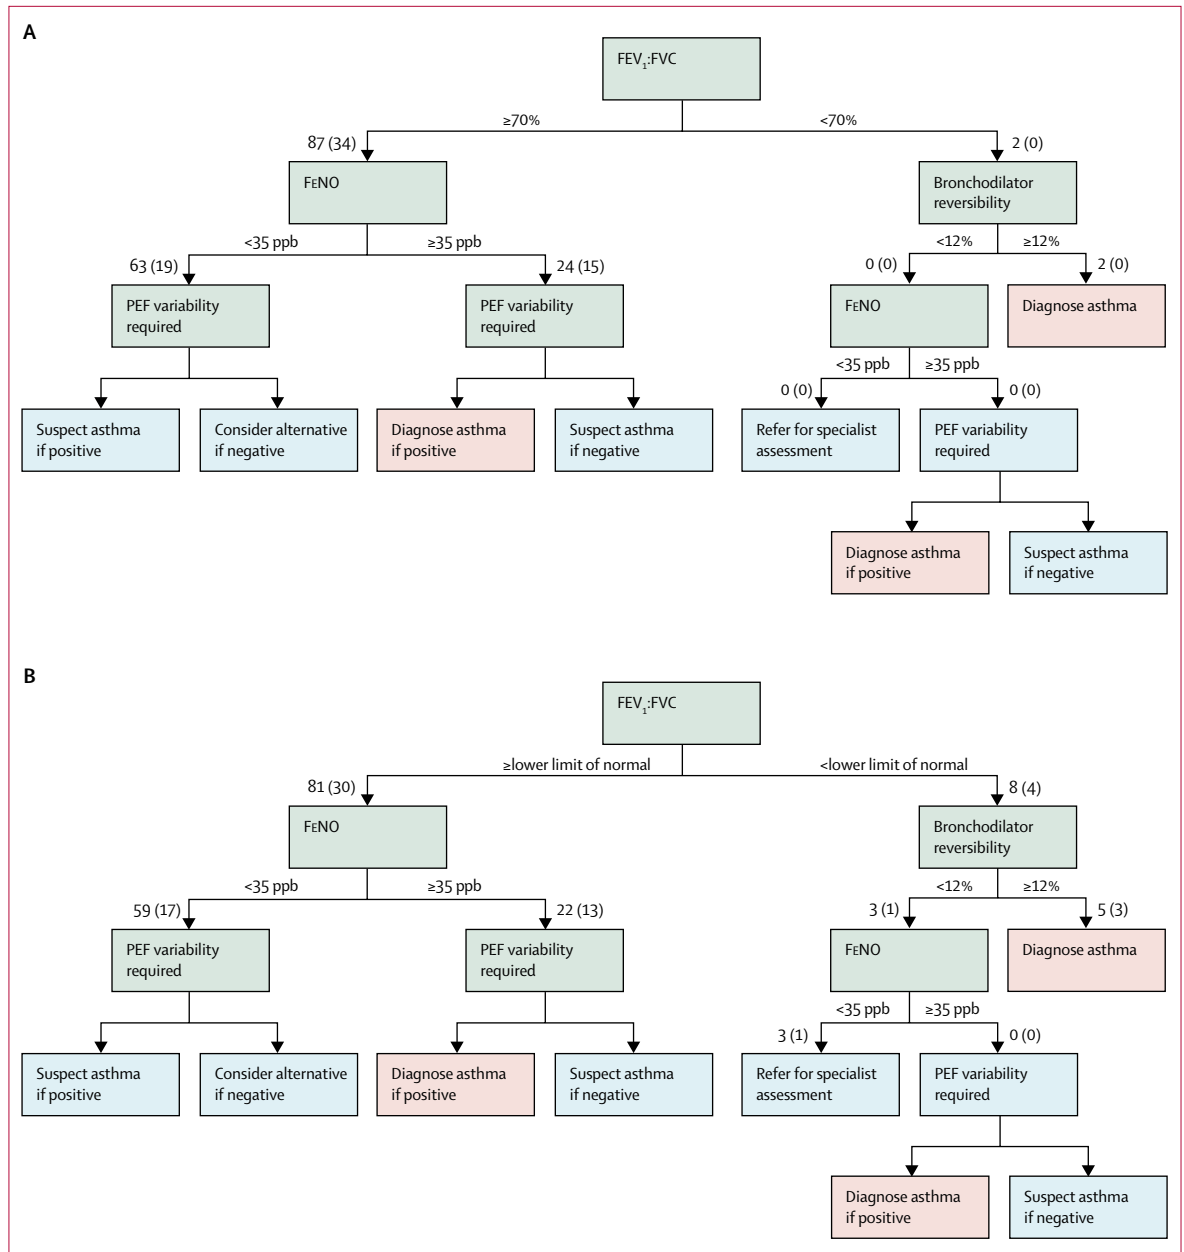 A
FEV₁:FVC
≥70%
<70%
87 (34)
2 (0)
FENO
Bronchodilator
reversibility
<35 ppb
≥35 ppb
<12%
≥12%
63 (19)
24 (15)
0 (0)
2 (0)
PEF variability
required
PEF variability
required
FENO
Diagnose asthma
<35 ppb
≥35 ppb
0 (0)
0 (0)
Suspect asthma
if positive
Consider alternative
if negative
Diagnose asthma
if positive
Suspect asthma
if negative
Refer for specialist
assessment
PEF variability
required
Diagnose asthma
if positive
Suspect asthma
if negative
B
FEV₁:FVC
≥lower limit of normal
<lower limit of normal
81 (30)
8 (4)
FENO
Bronchodilator
reversibility
<35 ppb
≥35 ppb
<12%
≥12%
59 (17)
22 (13)
3 (1)
5 (3)
PEF variability
required
PEF variability
required
FENO
Diagnose asthma
<35 ppb
≥35 ppb
3 (1)
0 (0)
Suspect asthma
if positive
Consider alternative
if negative
Diagnose asthma
if positive
Suspect asthma
if negative
Refer for specialist
assessment
PEF variability
required
Diagnose asthma
if positive
Suspect asthma
if negative